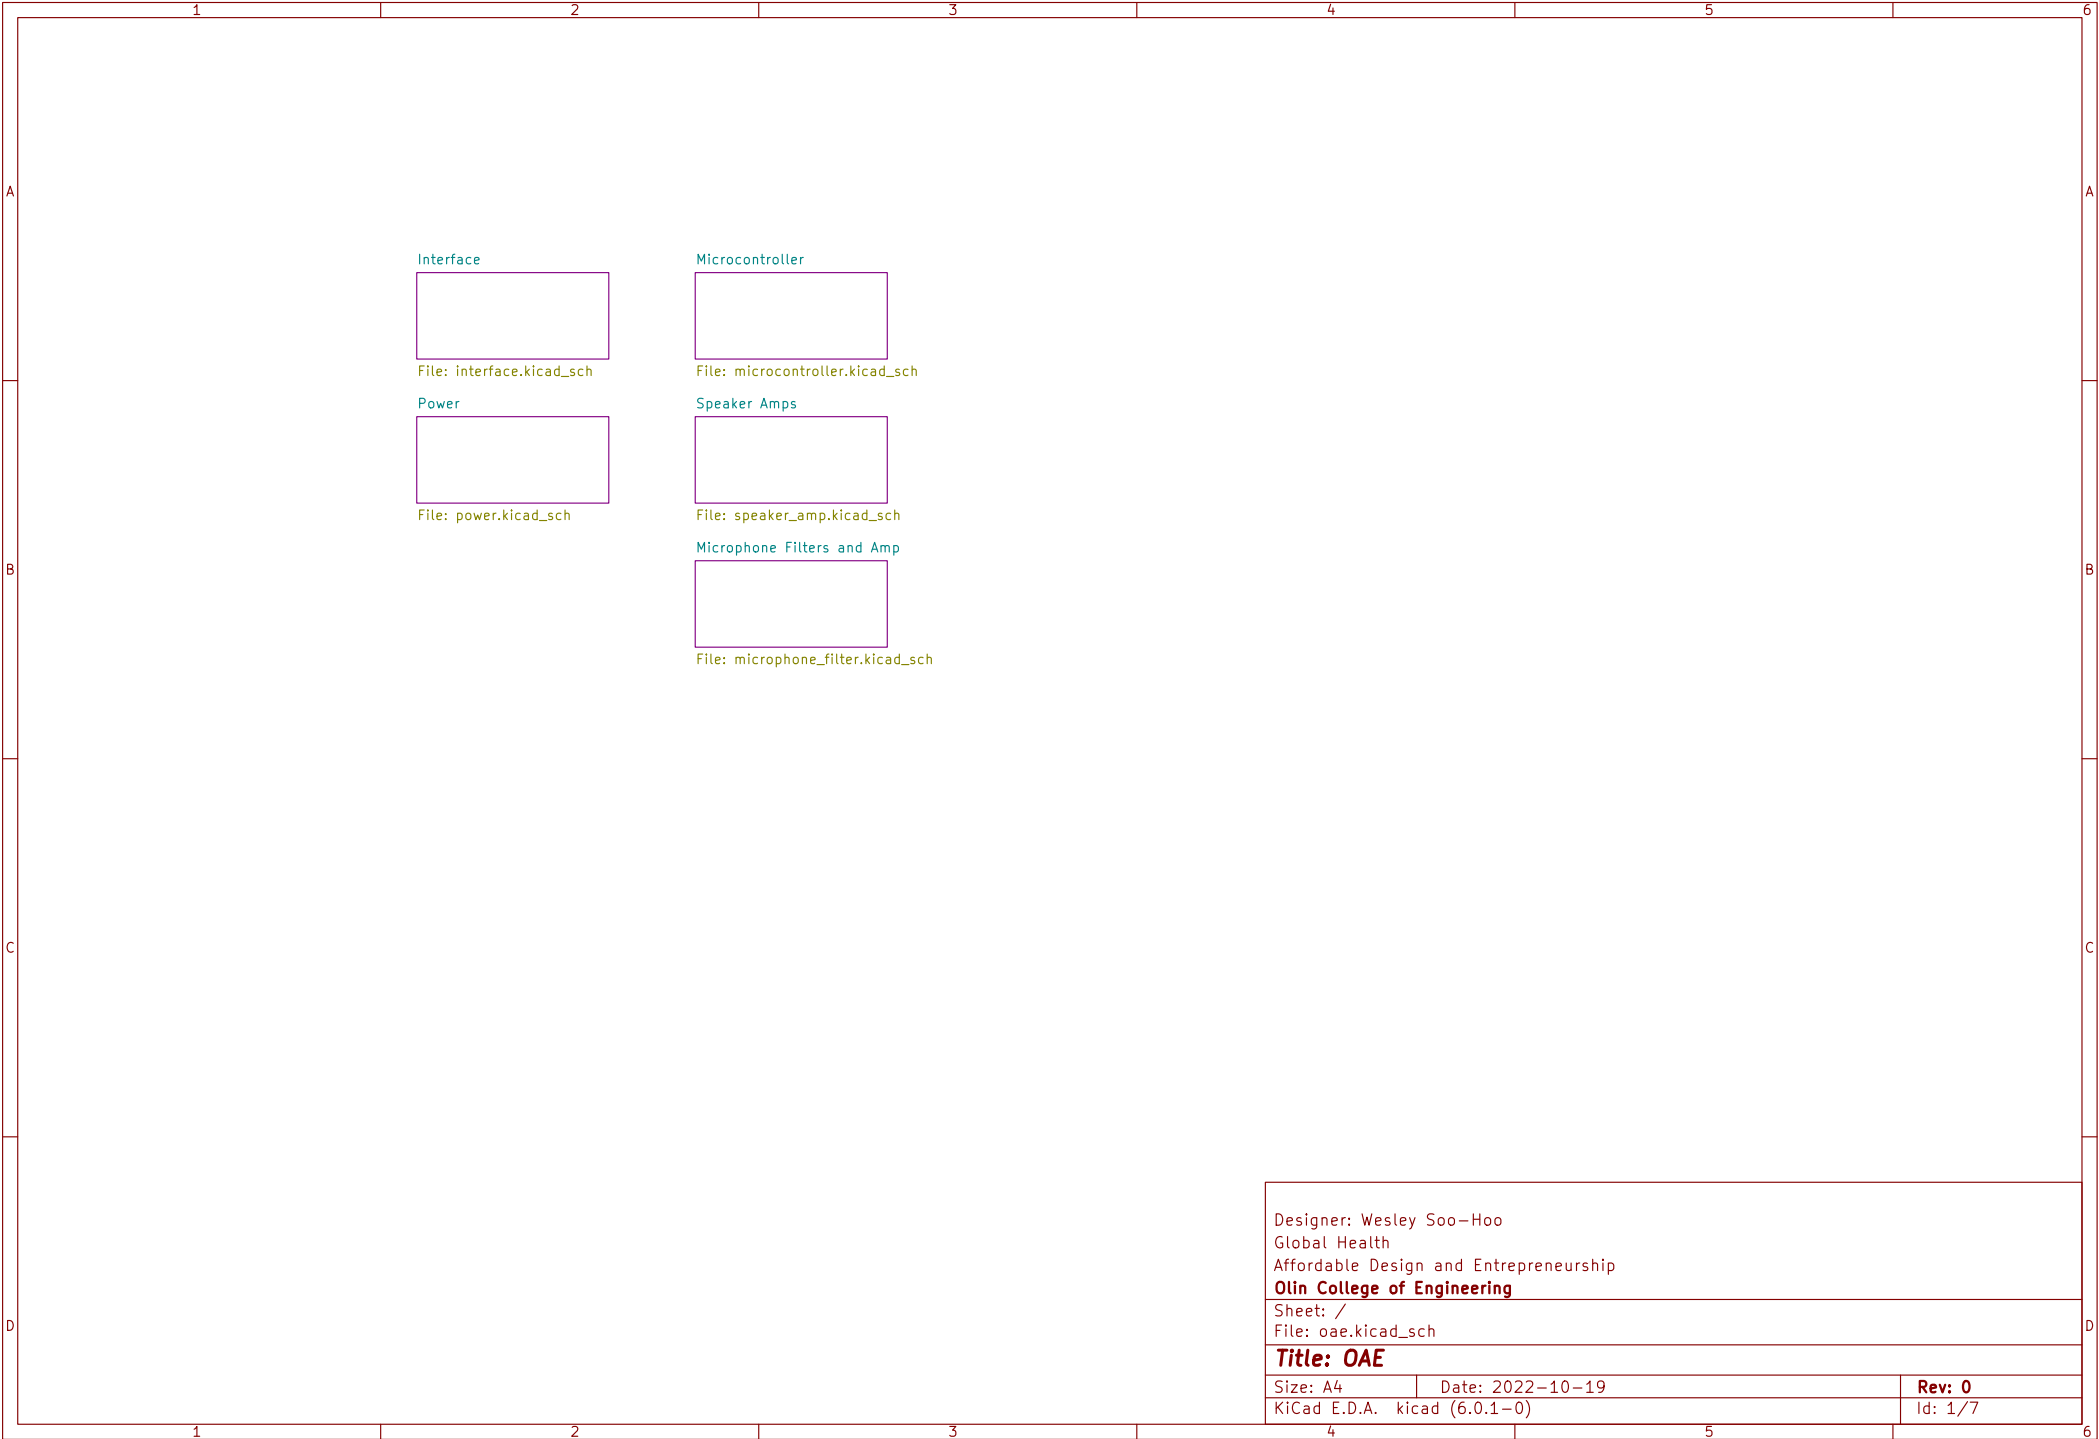 1 2 3 4 5 6
A A
Interface Microcontroller
File: interface.kicad_sch File: microcontroller.kicad_sch
Power Speaker Amps
File: power.kicad_sch File: speaker_amp.kicad_sch
Microphone Filters and Amp
B B
File: microphone_filter.kicad_sch
C C
Designer: Wesley Soo-Hoo
Global Health
Affordable Design and Entrepreneurship
Olin College of Engineering
Sheet: /
D D
File: oae.kicad_sch
Title: OAE
Size: A4 Date: 2022-10-19 Rev: 0
KiCad E.D.A. kicad (6.0.1-0) Id: 1/7
1 2 3 4 5 6